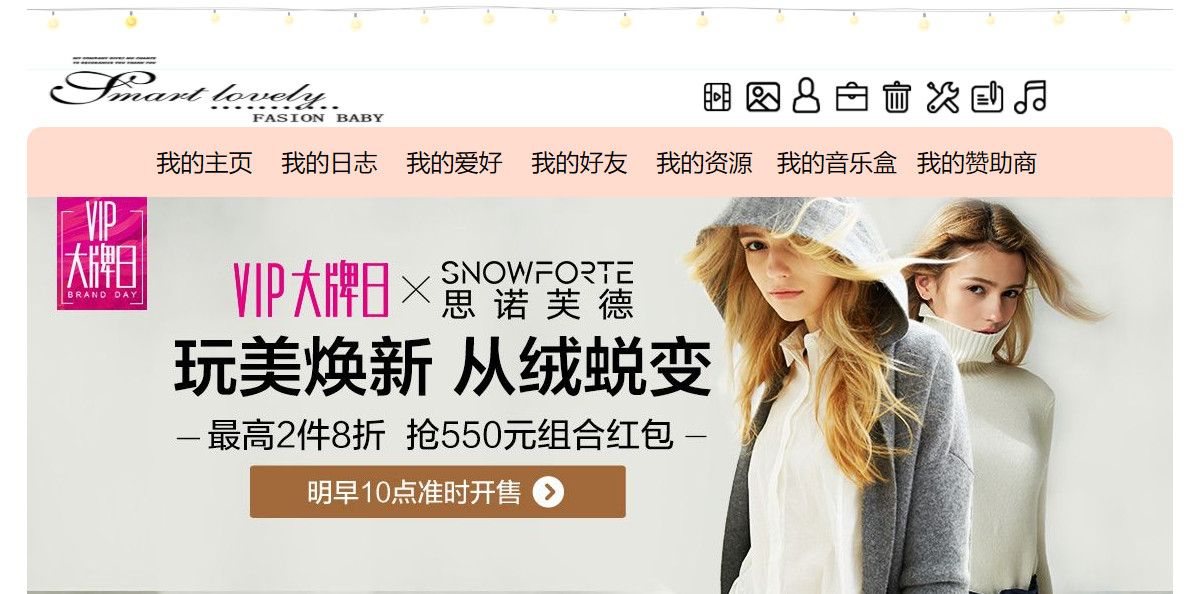 Smart lovely
FASION BABY
我的主页 我的日志 我的爱好 我的好友 我的资源 我的音乐盒 我的赞助商
VIP
大牌日
BRAND DAY
VIP大牌日 × SNOWFORTE
思诺芙德
玩美焕新 从绒蜕变
— 最高2件8折 抢550元组合红包 —
明早10点准时开售